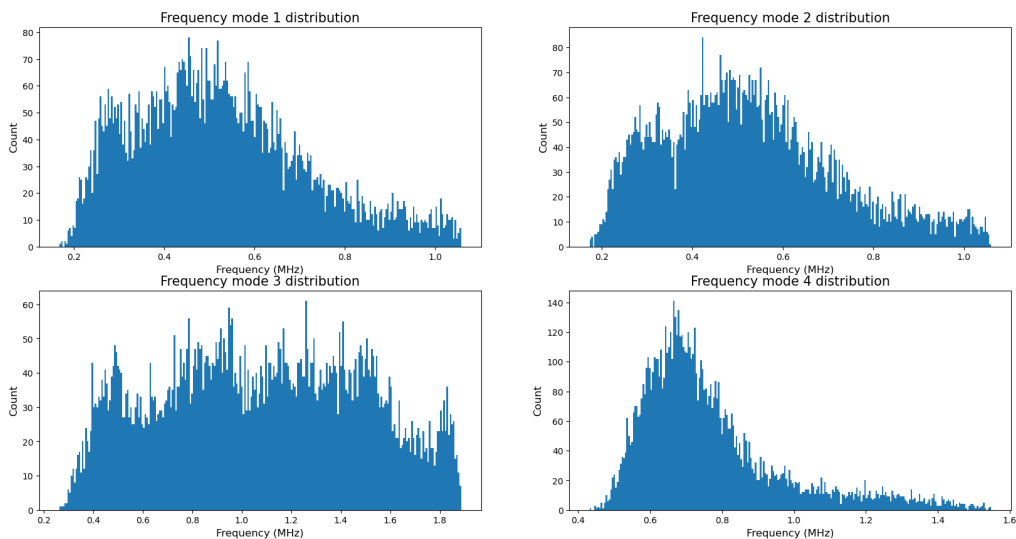 Frequency mode 1 distribution
80
70
60
50
40
30
20
10
0
Count
0.2 0.4 0.6 0.8 1.0
Frequency (MHz)
Frequency mode 2 distribution
80
70
60
50
40
30
20
10
0
Count
0.2 0.4 0.6 0.8 1.0
Frequency (MHz)
Frequency mode 3 distribution
60
50
40
30
20
10
0
Count
0.2 0.4 0.6 0.8 1.0 1.2 1.4 1.6 1.8
Frequency (MHz)
Frequency mode 4 distribution
140
120
100
80
60
40
20
0
Count
0.4 0.6 0.8 1.0 1.2 1.4 1.6
Frequency (MHz)